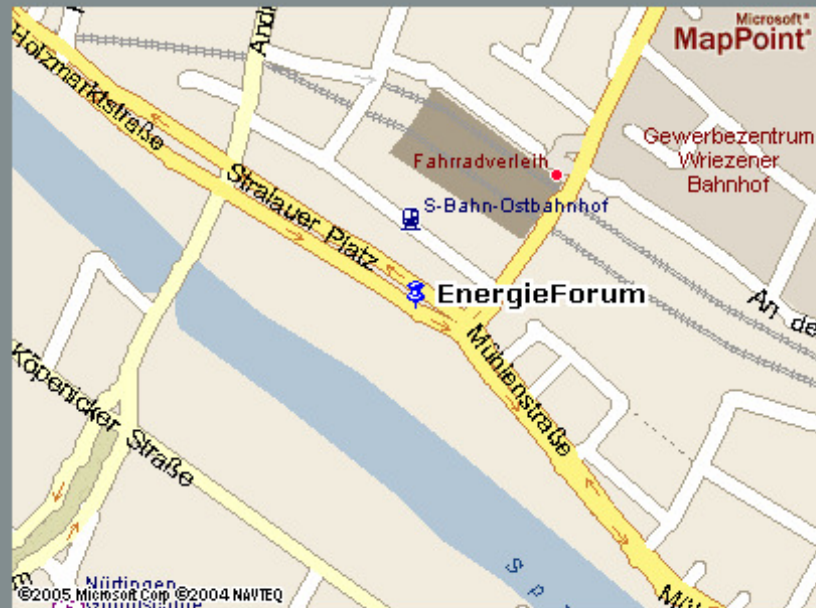 Microsoft®
MapPoint®
Holzmarktstraße
Andr
Gewerbezentrum
Wriezener
Bahnhof
Fahrradverleih
S-Bahn-Ostbahnhof
Stralauer Platz
EnergieForum
An de
Mühlenstraße
Köpenicker Straße
S p
Nürtingen
©2005 Microsoft Corp ©2004 NAVTEQ